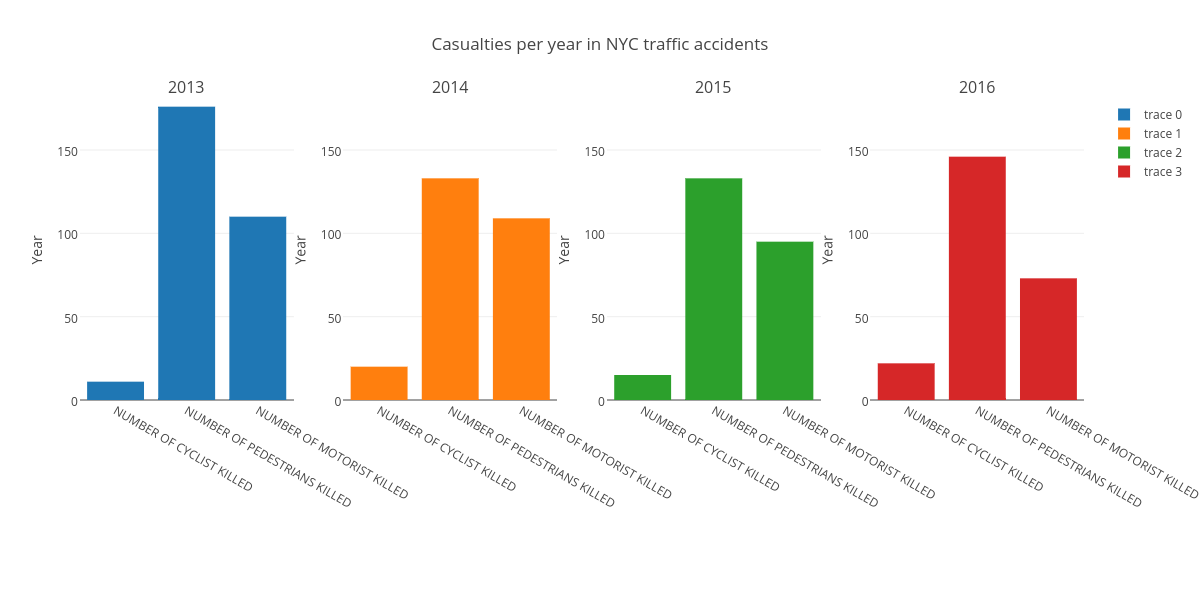 Casualties per year in NYC traffic accidents
2013
2014
2015
2016
trace 0
trace 1
trace 2
trace 3
Year
150
100
50
0
NUMBER OF CYCLIST KILLED
NUMBER OF PEDESTRIANS KILLED
NUMBER OF MOTORIST KILLED
Year
150
100
50
0
NUMBER OF CYCLIST KILLED
NUMBER OF PEDESTRIANS KILLED
NUMBER OF MOTORIST KILLED
Year
150
100
50
0
NUMBER OF CYCLIST KILLED
NUMBER OF PEDESTRIANS KILLED
NUMBER OF MOTORIST KILLED
Year
150
100
50
0
NUMBER OF CYCLIST KILLED
NUMBER OF PEDESTRIANS KILLED
NUMBER OF MOTORIST KILLED